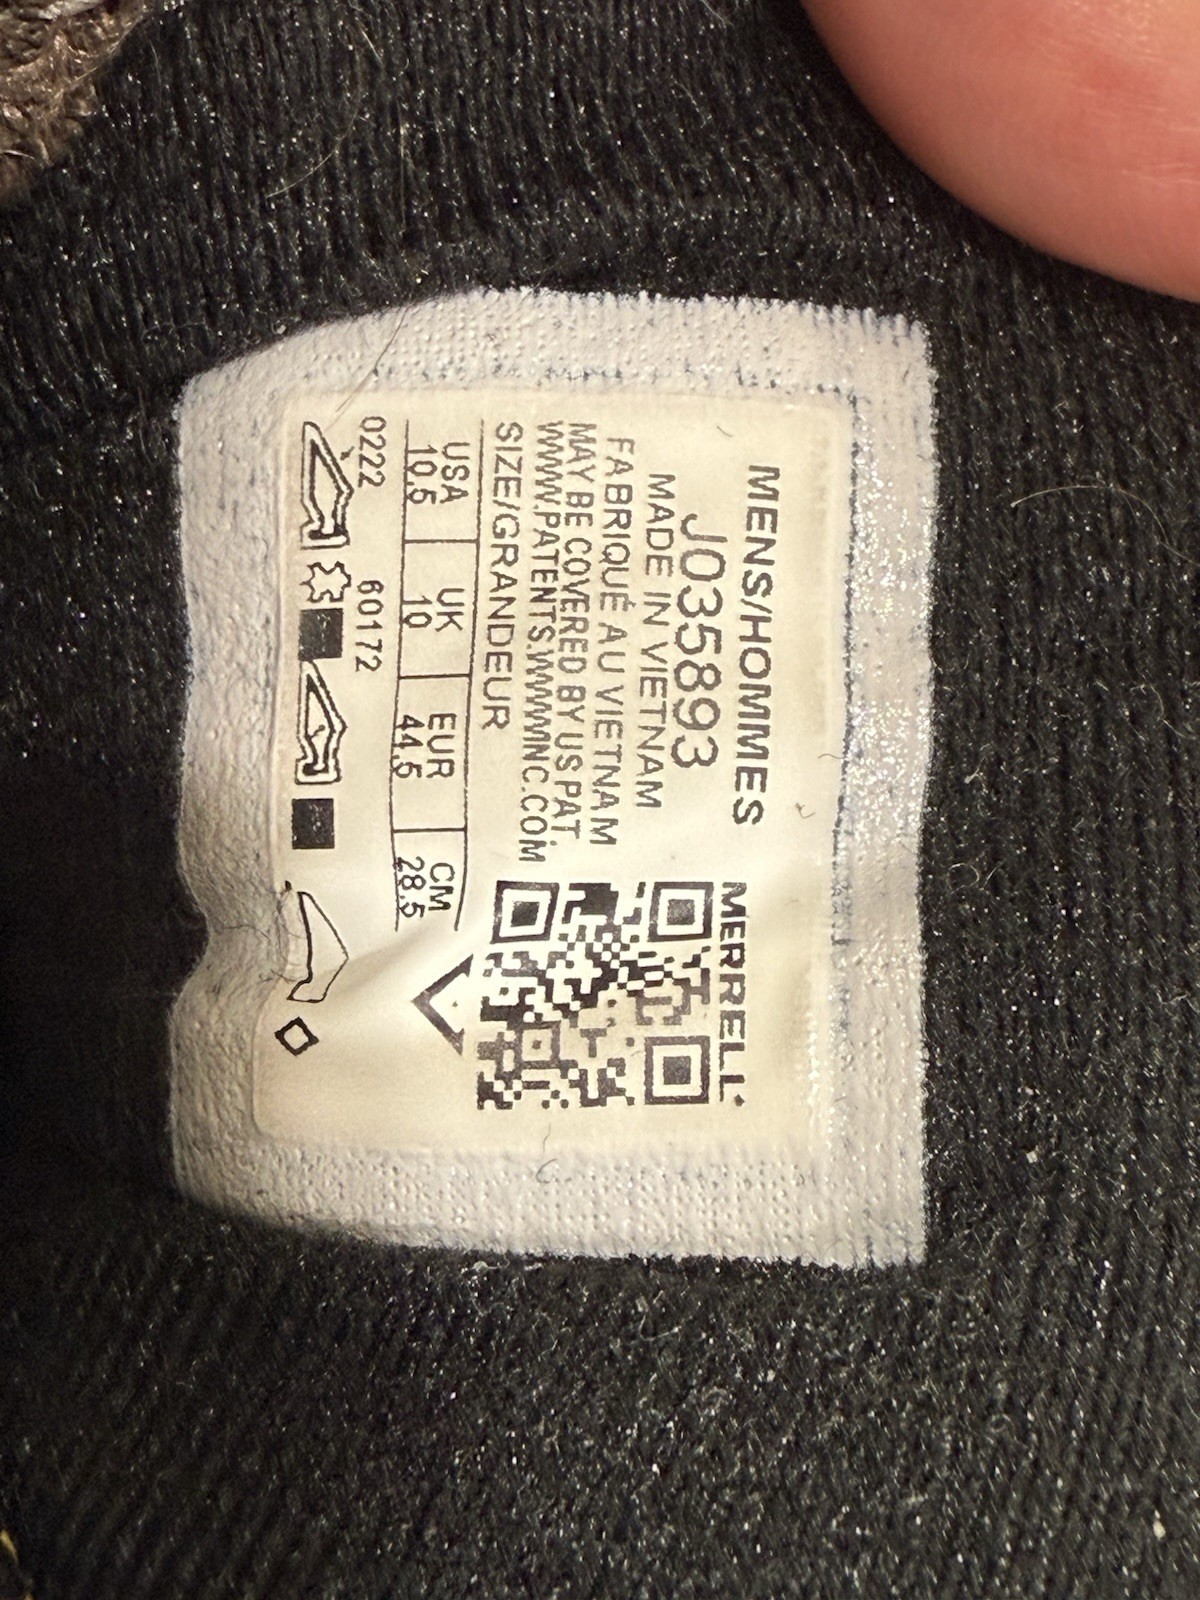 MENS/HOMMES
MERRELL
J035893
MADE IN VIETNAM
FABRIQUÉ AU VIETNAM
MAY BE COVERED BY US PAT.
WWW.PATENTS.WWWINC.COM
SIZE/GRANDEUR
USA UK EUR CM
10.5 10 44.5 28.5
0222 60172